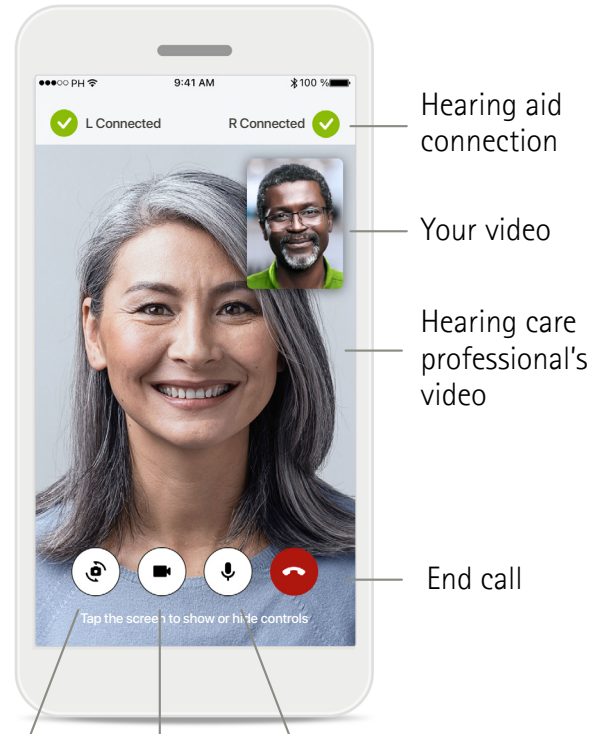 PH
9:41 AM
100 %
L Connected
R Connected
Hearing aid
connection
Your video
Hearing care
professional's
video
End call
Tap the screen to show or hide controls